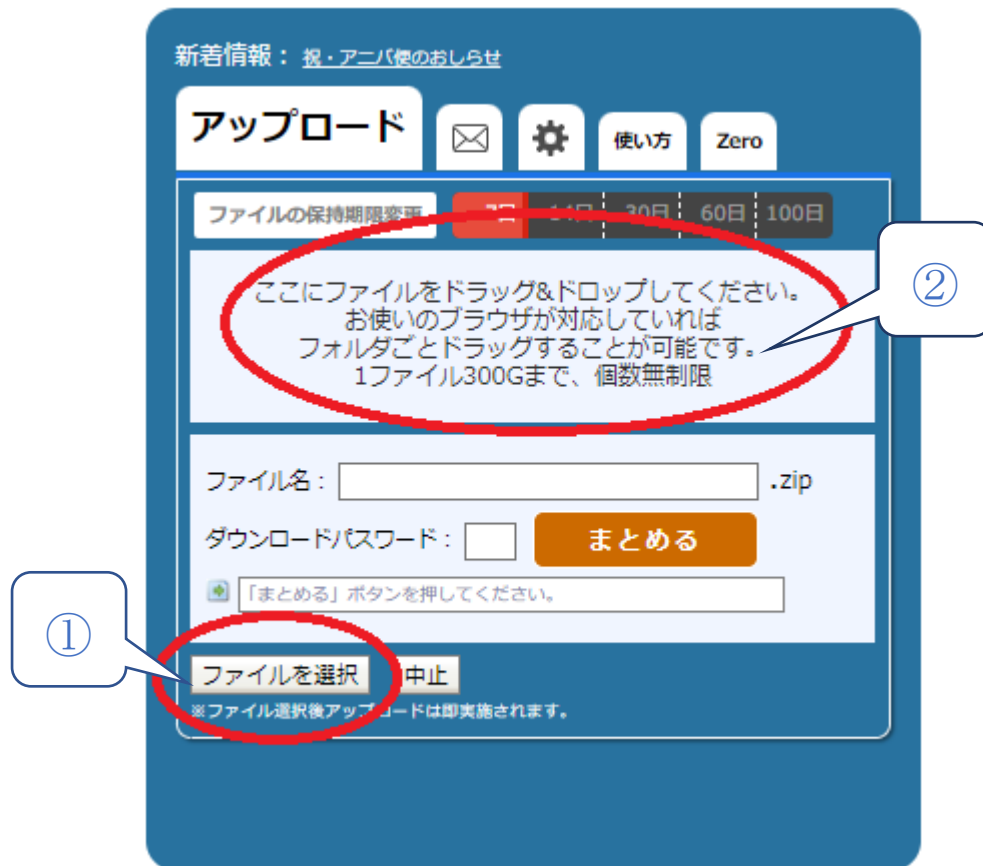 新着情報： 祝・アニバ便のおしらせ
アップロード 使い方 Zero
ファイルの保持期限変更 7日 14日 30日 60日 100日
②
ここにファイルをドラッグ&ドロップしてください。
お使いのブラウザが対応していれば
フォルダごとドラッグすることが可能です。
1ファイル300Gまで、個数無制限
ファイル名： .zip
ダウンロードパスワード： まとめる
「まとめる」ボタンを押してください。
①
ファイルを選択 中止
※ファイル選択後アップロードは即実施されます。